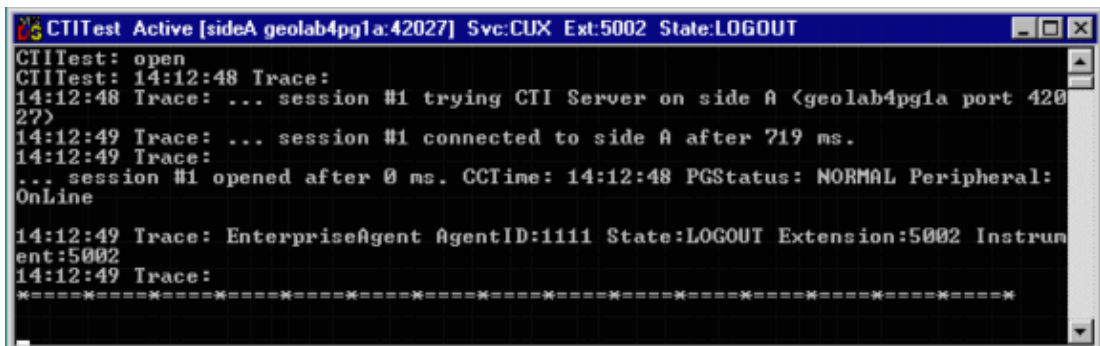 CTITest Active [sideA geolab4pg1a:42027] Svc:CUX Ext:5002 State:LOGOUT
CTITest: open
CTITest: 14:12:48 Trace:
14:12:48 Trace: ... session #1 trying CTI Server on side A (geolab4pg1a port 420
27)
14:12:49 Trace: ... session #1 connected to side A after 719 ms.
14:12:49 Trace:
... session #1 opened after 0 ms. CCTime: 14:12:48 PGStatus: NORMAL Peripheral:
OnLine
14:12:49 Trace: EnterpriseAgent AgentID:1111 State:LOGOUT Extension:5002 Instrum
ent:5002
14:12:49 Trace:
*====*====*====*====*====*====*====*====*====*====*====*====*====*====*====*